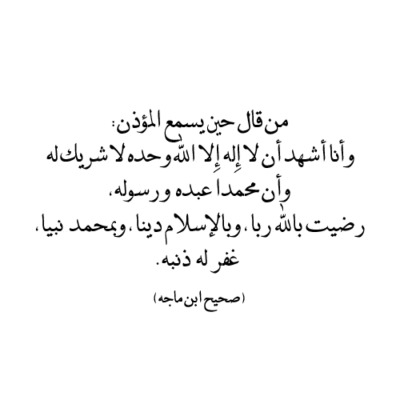 من قال حين يسمع المؤذن:
وأنا أشهد أن لا إله إلا الله وحده لا شريك له
وأن محمدا عبده ورسوله،
رضيت بالله ربا، وبالإسلام دينا، وبمحمد نبيا،
غفر له ذنبه.
(صحيح ابن ماجه)